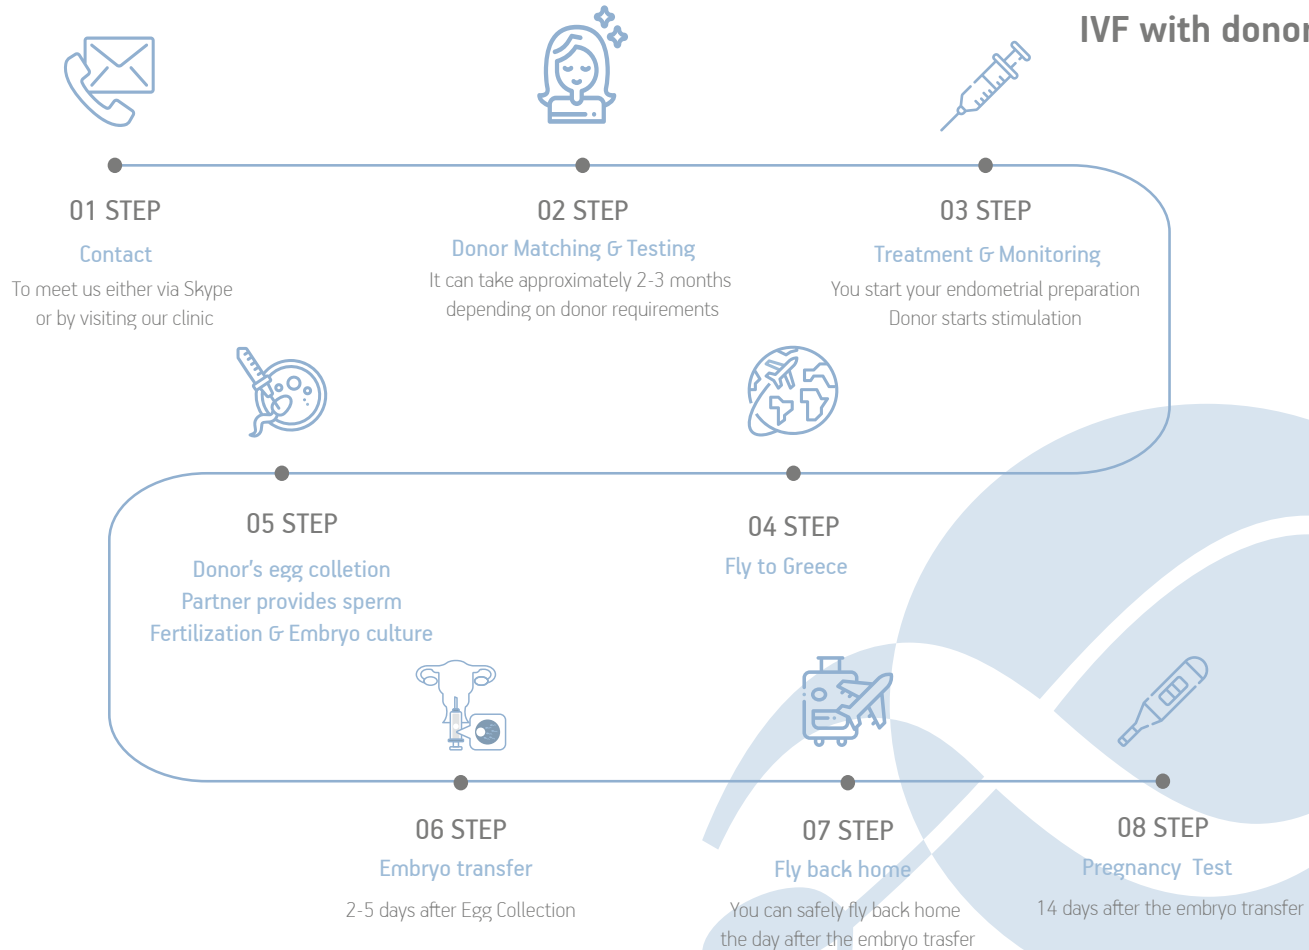 IVF with donor
01 STEP
Contact
To meet us either via Skype
or by visiting our clinic
02 STEP
Donor Matching & Testing
It can take approximately 2-3 months
depending on donor requirements
03 STEP
Treatment & Monitoring
You start your endometrial preparation
Donor starts stimulation
04 STEP
Fly to Greece
05 STEP
Donor's egg colletion
Partner provides sperm
Fertilization & Embryo culture
06 STEP
Embryo transfer
2-5 days after Egg Collection
07 STEP
Fly back home
You can safely fly back home
the day after the embryo trasfer
08 STEP
Pregnancy Test
14 days after the embryo transfer